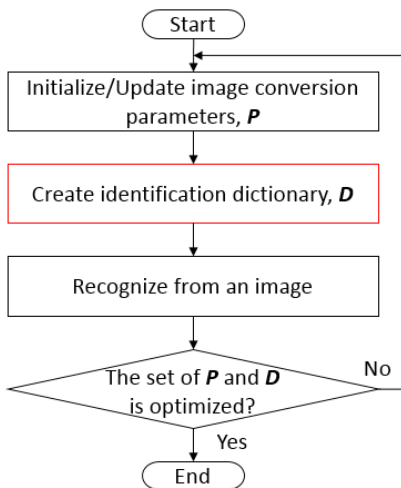 Start
Initialize/Update image conversion
parameters, P
Create identification dictionary, D
Recognize from an image
The set of P and D
is optimized?
No
Yes
End